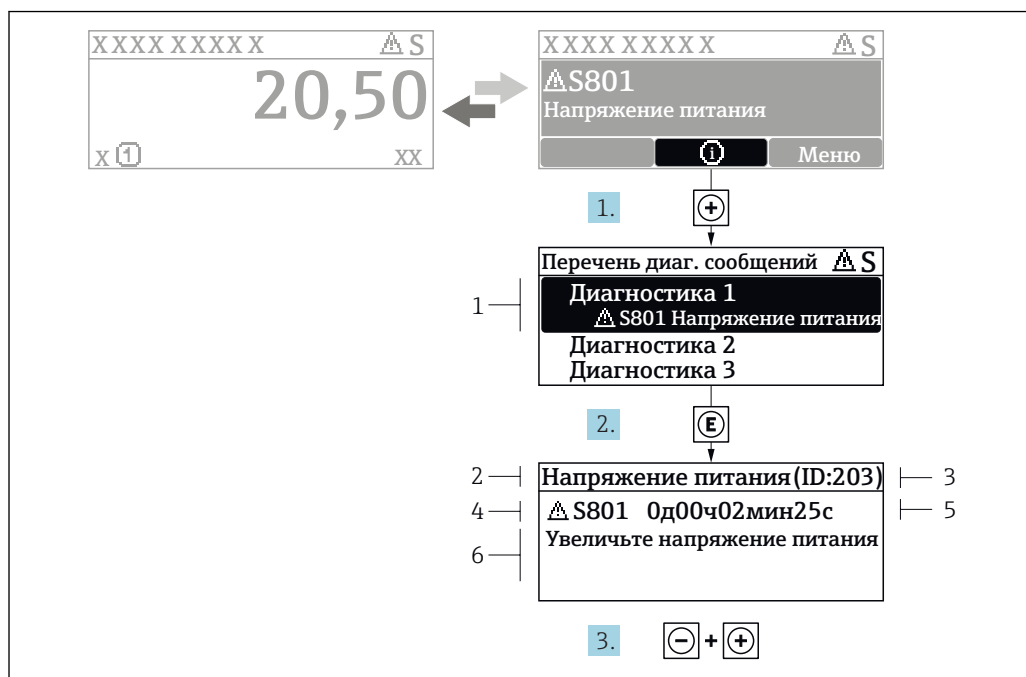 XXXX XXXXX ⚠ S
20,50
x ① xx
XXXX XXXXX ⚠ S
⚠S801
Напряжение питания
ⓘ Меню
1. +
Перечень диаг. сообщений ⚠ S
1
Диагностика 1
⚠ S801 Напряжение питания
Диагностика 2
Диагностика 3
2. E
2 Напряжение питания (ID:203) 3
4 ⚠ S801 0д00ч02мин25с 5
6 Увеличьте напряжение питания
3. - + +